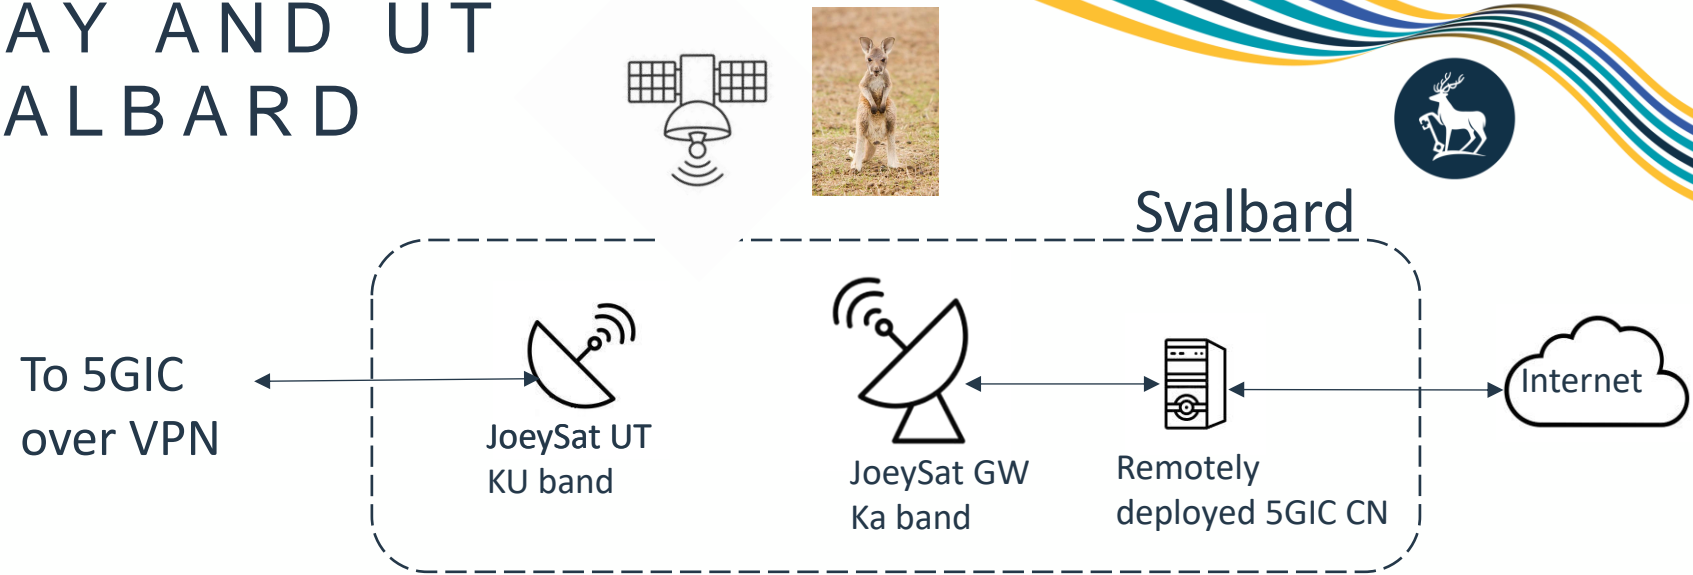 AY AND UT
ALBARD
Svalbard
To 5GIC
over VPN
JoeySat UT
KU band
JoeySat GW
Ka band
Remotely
deployed 5GIC CN
Internet